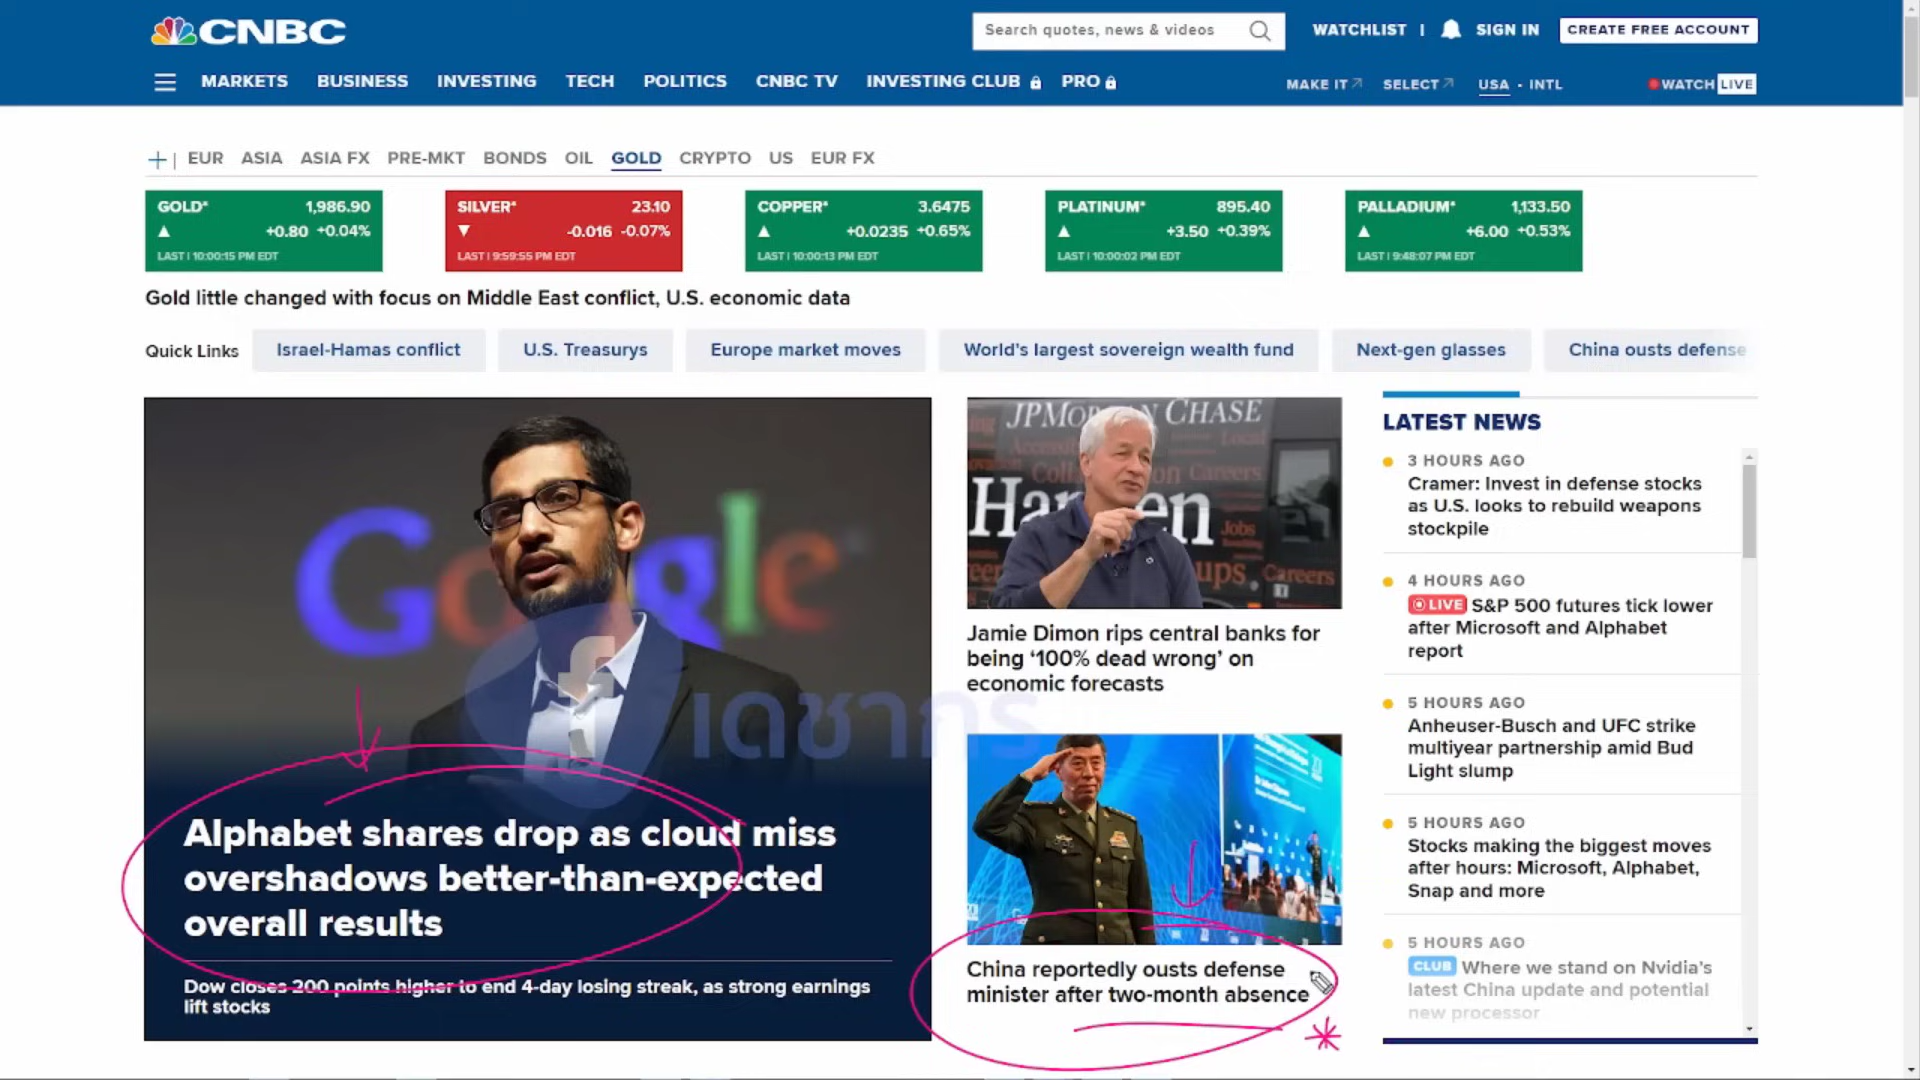 CNBC
Search quotes, news & videos
WATCHLIST | SIGN IN
CREATE FREE ACCOUNT
MARKETS BUSINESS INVESTING TECH POLITICS CNBC TV INVESTING CLUB PRO
MAKE IT SELECT USA - INTL
WATCH LIVE
+ | EUR ASIA ASIA FX PRE-MKT BONDS OIL GOLD CRYPTO US EUR FX
GOLD* 1,986.90
▲ +0.80 +0.04%
LAST | 10:00:15 PM EDT
SILVER* 23.10
▼ -0.016 -0.07%
LAST | 9:59:55 PM EDT
COPPER* 3.6475
▲ +0.0235 +0.65%
LAST | 10:00:13 PM EDT
PLATINUM* 895.40
▲ +3.50 +0.39%
LAST | 10:00:02 PM EDT
PALLADIUM* 1,133.50
▲ +6.00 +0.53%
LAST | 9:48:07 PM EDT
Gold little changed with focus on Middle East conflict, U.S. economic data
Quick Links Israel-Hamas conflict U.S. Treasurys Europe market moves World's largest sovereign wealth fund Next-gen glasses China ousts defense
Google
f เดชากร
Alphabet shares drop as cloud miss
overshadows better-than-expected
overall results
Dow closes 200 points higher to end 4-day losing streak, as strong earnings
lift stocks
JPMORGAN CHASE
Careers
Jobs
ups
Careers
Jamie Dimon rips central banks for
being ‘100% dead wrong’ on
economic forecasts
China reportedly ousts defense
minister after two-month absence
LATEST NEWS
3 HOURS AGO
Cramer: Invest in defense stocks
as U.S. looks to rebuild weapons
stockpile
4 HOURS AGO
LIVE S&P 500 futures tick lower
after Microsoft and Alphabet
report
5 HOURS AGO
Anheuser-Busch and UFC strike
multiyear partnership amid Bud
Light slump
5 HOURS AGO
Stocks making the biggest moves
after hours: Microsoft, Alphabet,
Snap and more
5 HOURS AGO
CLUB Where we stand on Nvidia's
latest China update and potential
new processor